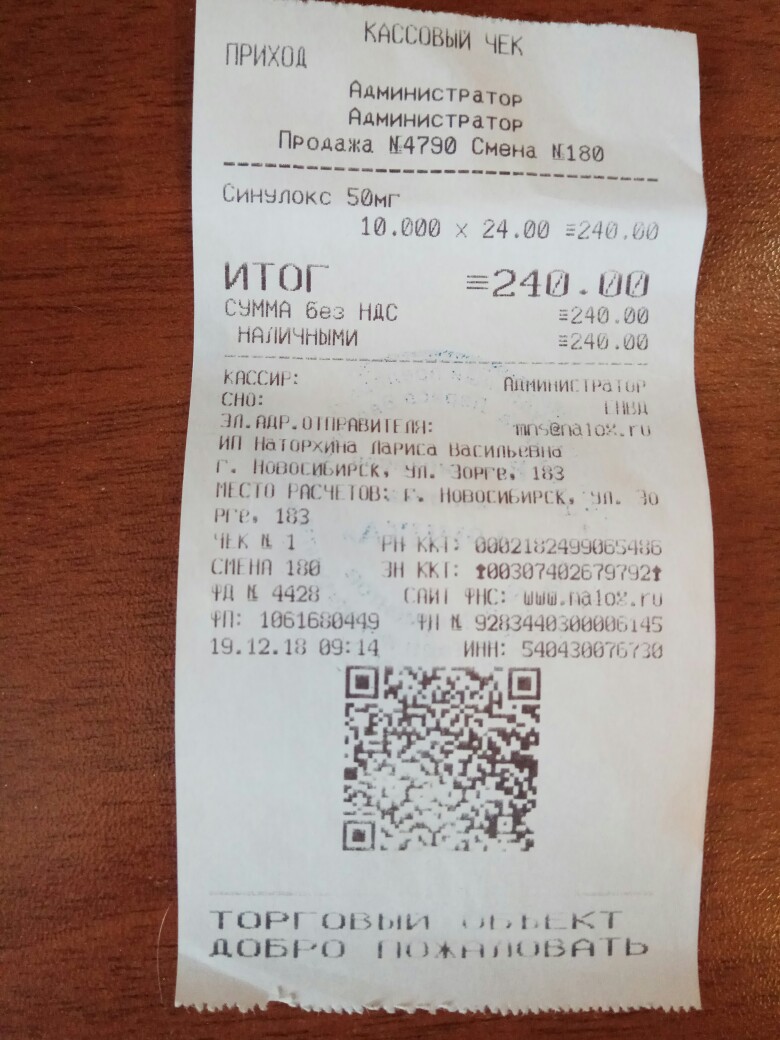 КАССОВЫЙ ЧЕК
ПРИХОД
Администратор
Администратор
Продажа №4790 Смена №180
Синулокс 50мг
10.000 x 24.00 ≡240.00
ИТОГ ≡240.00
СУММА без НДС ≡240.00
НАЛИЧНЫМИ ≡240.00
КАССИР: Администратор
СНО: ЕНВД
ЭЛ.АДР.ОТПРАВИТЕЛЯ: mns@nalog.ru
ИП Наторхина Лариса Васильевна
г. Новосибирск, ул. Зорге, 183
МЕСТО РАСЧЕТОВ: г. Новосибирск, ул. Зо
рге, 183
ЧЕК № 1 РН ККТ: 0002182499065486
СМЕНА 180 ЗН ККТ: ↑00307402679792↑
ФД № 4428 САЙТ ФНС: www.nalog.ru
ФП: 1061680449 ФН № 9283440300006145
19.12.18 09:14 ИНН: 540430076730
ТОРГОВЫЙ ОБЪЕКТ
ДОБРО ПОЖАЛОВАТЬ